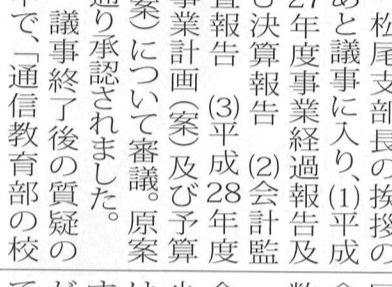 松尾支部長の挨拶の
あと議事に入り、(1)平成
27年度事業経過報告及
び決算報告 (2)会計監
査報告 (3)平成28年度
事業計画（案）及び予算
案）について審議。原案
通り承認されました。
議事終了後の質疑の
中で、「通信教育部の校